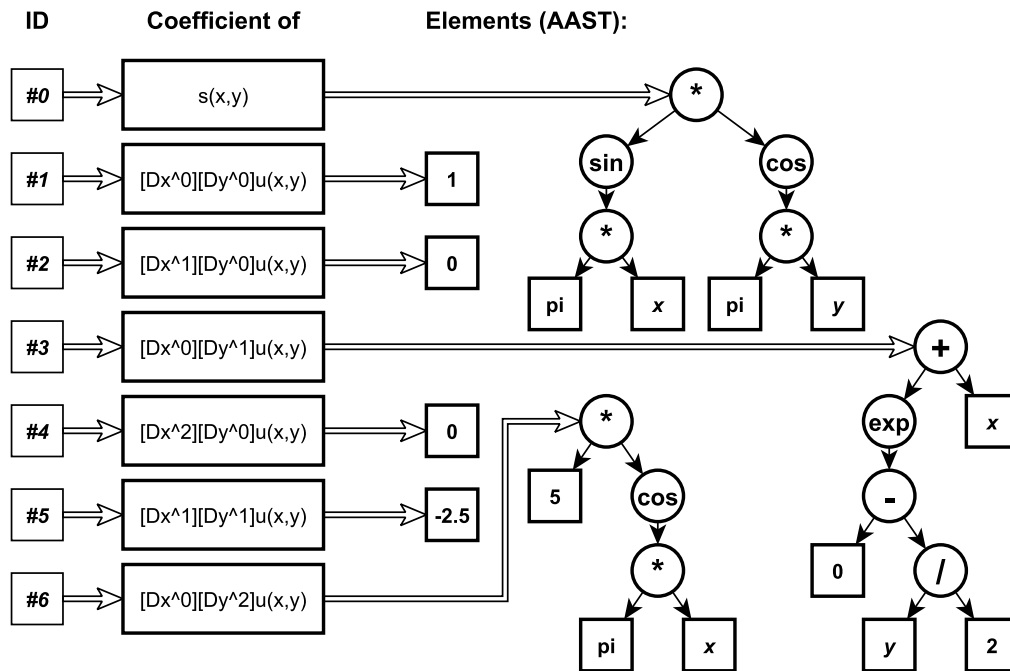 ID Coefficient of Elements (AAST):
#0 s(x,y) *
sin cos
#1 [Dx^0][Dy^0]u(x,y) 1
* *
#2 [Dx^1][Dy^0]u(x,y) 0
pi x pi y
#3 [Dx^0][Dy^1]u(x,y) +
#4 [Dx^2][Dy^0]u(x,y) 0 * exp x
5 cos -
#5 [Dx^1][Dy^1]u(x,y) -2.5
* 0 /
#6 [Dx^0][Dy^2]u(x,y)
pi x y 2